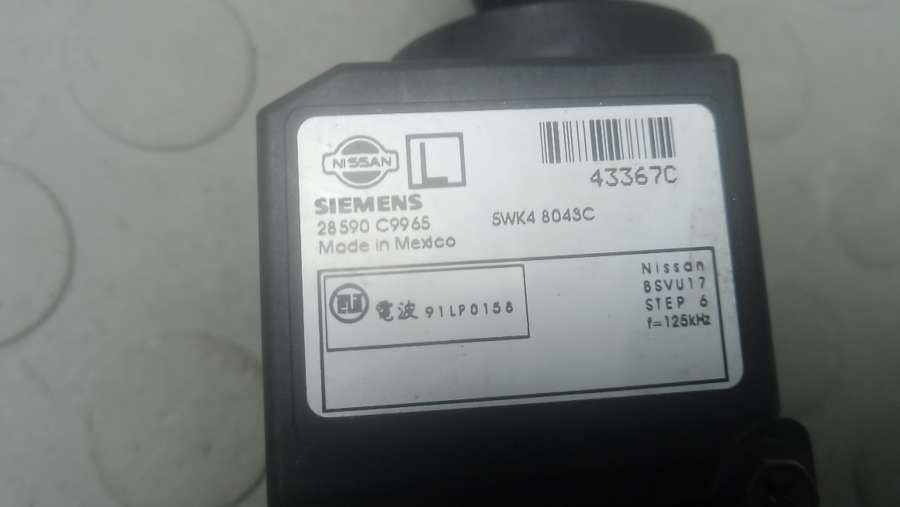 NISSAN
L
43367C
SIEMENS
28590 C9965
5WK4 8043C
Made in Mexico
電波 91LP0158
Nissan
BSVU17
STEP 6
f=125kHz